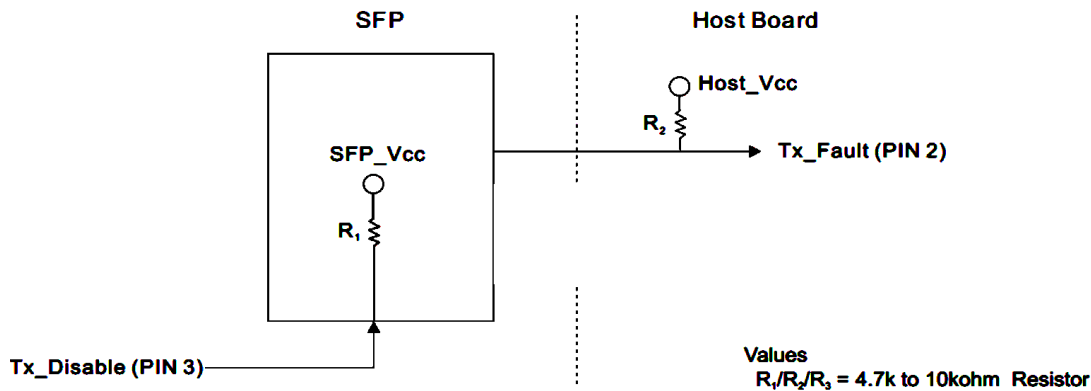 SFP
Host Board
Host_Vcc
R₂
SFP_Vcc
Tx_Fault (PIN 2)
R₁
Tx_Disable (PIN 3)
Values
R₁/R₂/R₃ = 4.7k to 10kohm Resistor